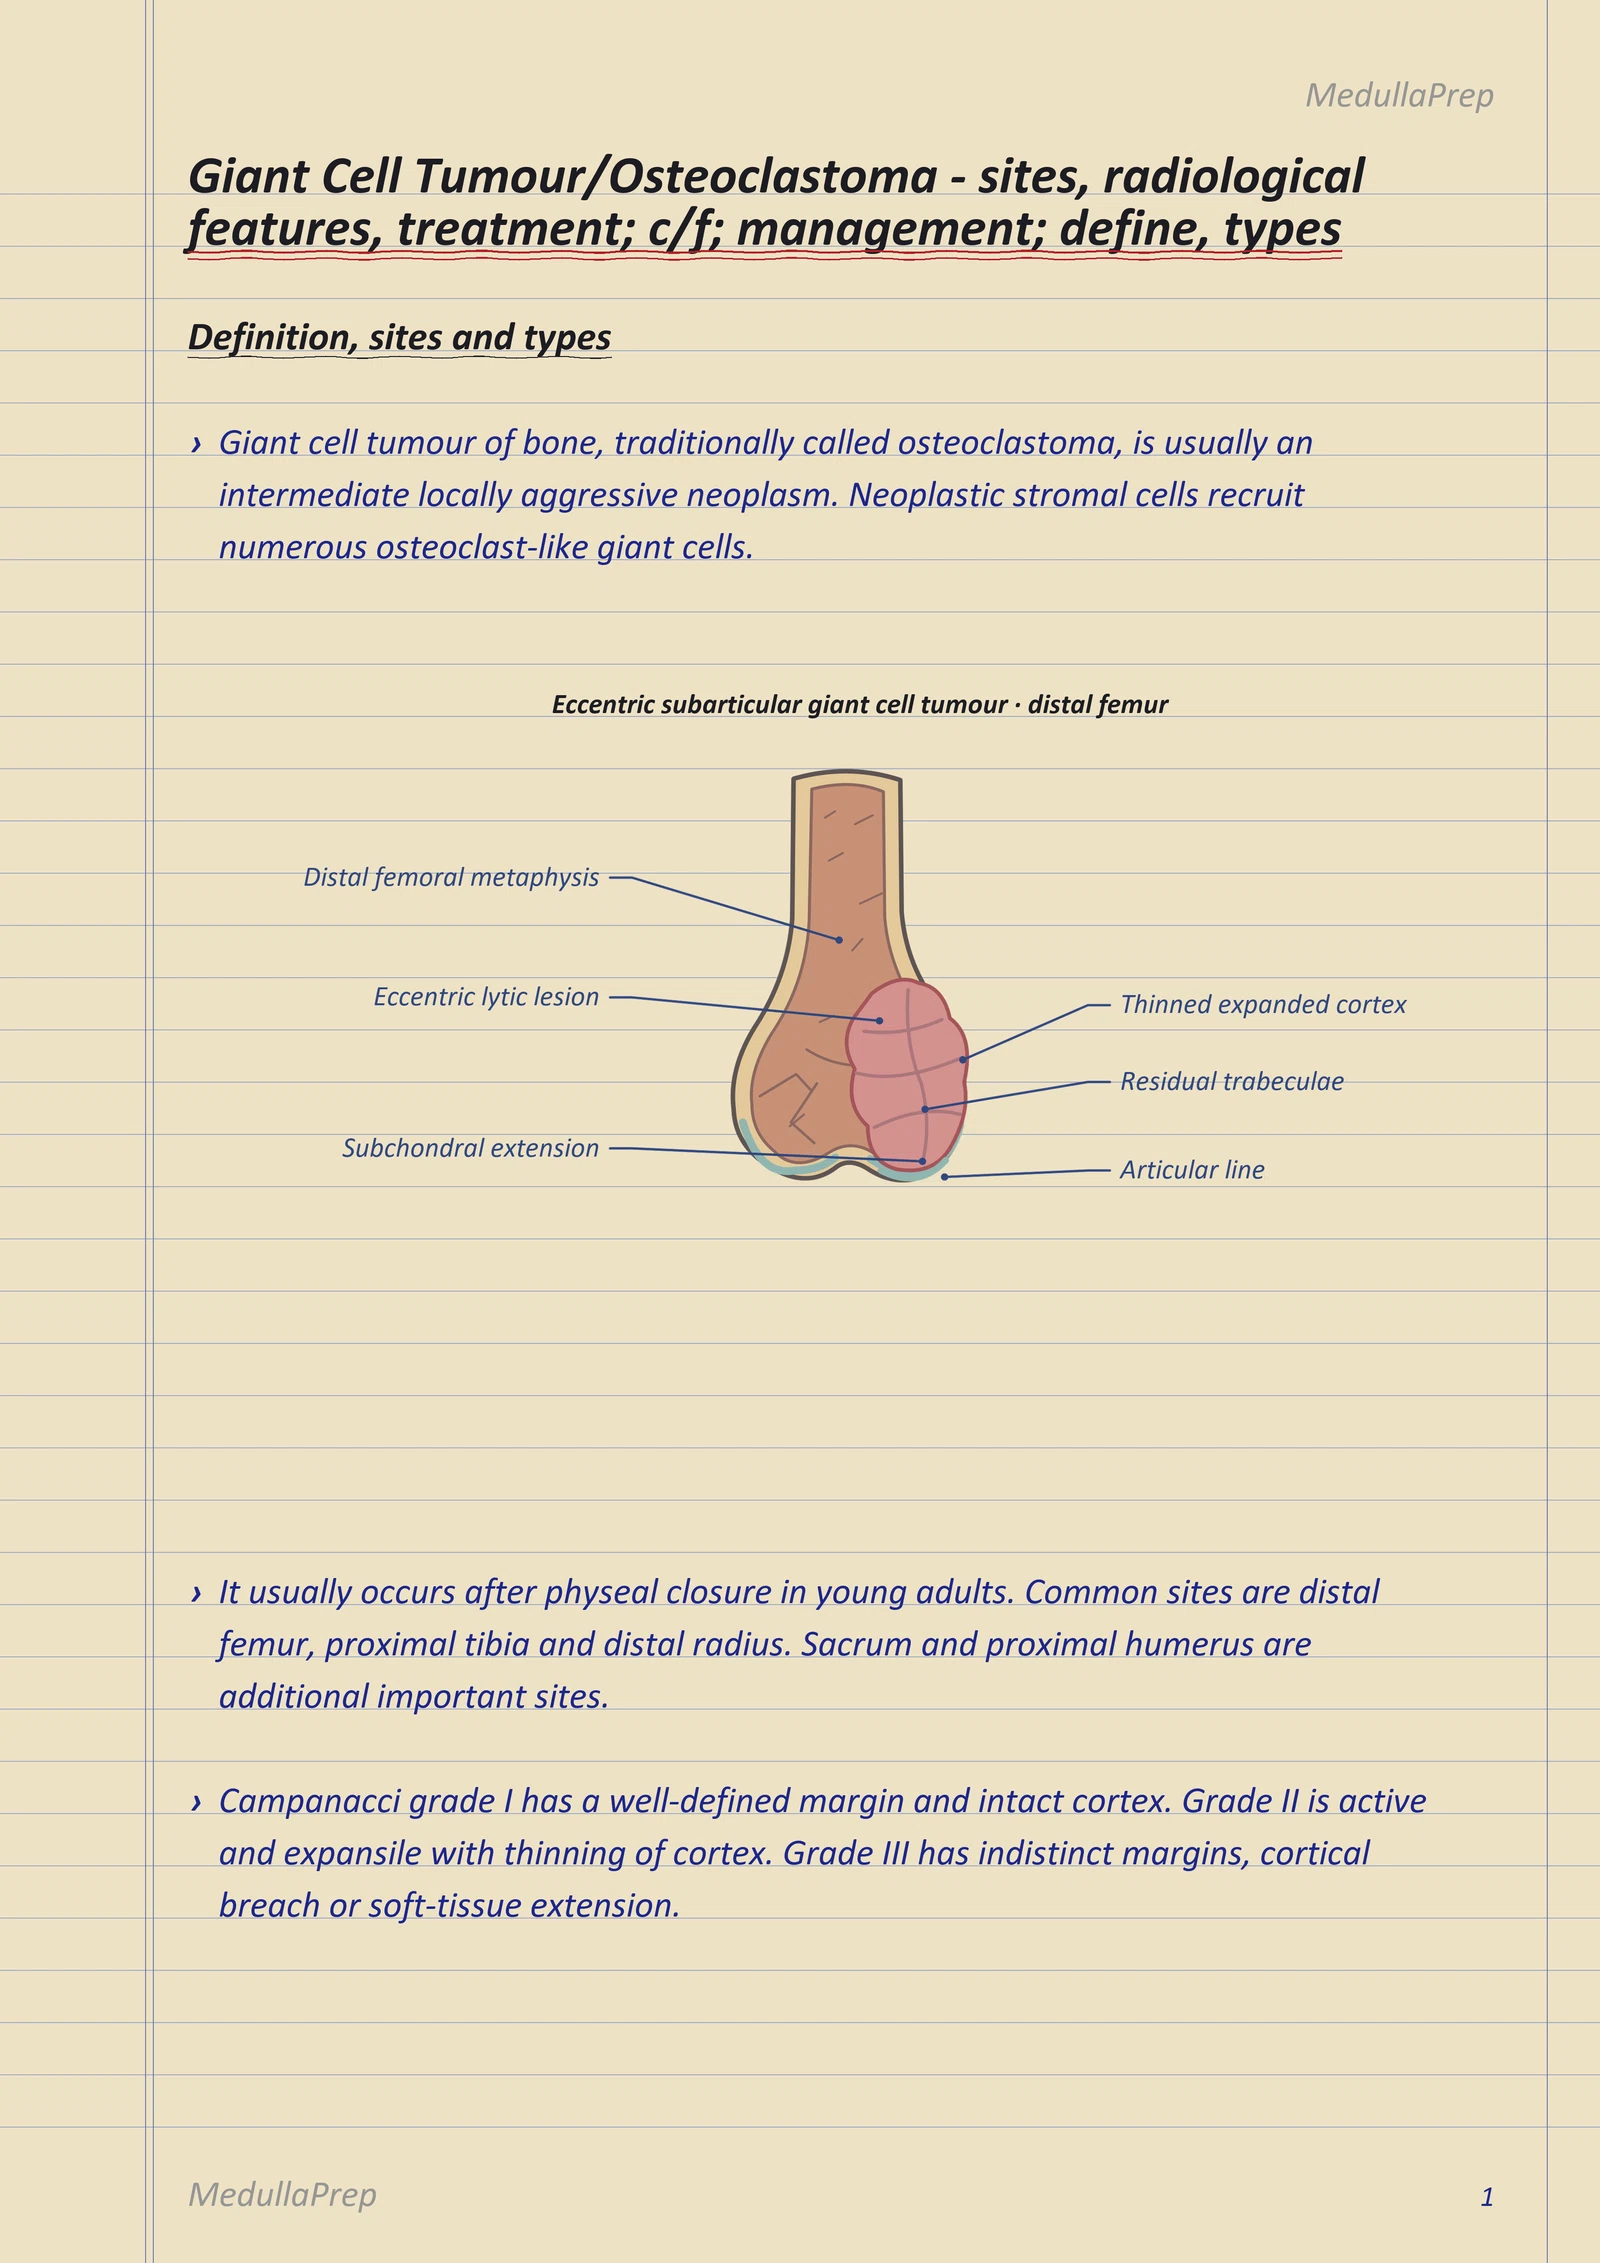 MedullaPrep
Giant Cell Tumour/Osteoclastoma - sites, radiological
features, treatment; c/f; management; define, types
Definition, sites and types
› Giant cell tumour of bone, traditionally called osteoclastoma, is usually an
intermediate locally aggressive neoplasm. Neoplastic stromal cells recruit
numerous osteoclast-like giant cells.
Eccentric subarticular giant cell tumour · distal femur
Distal femoral metaphysis
Eccentric lytic lesion
Thinned expanded cortex
Residual trabeculae
Subchondral extension
Articular line
› It usually occurs after physeal closure in young adults. Common sites are distal
femur, proximal tibia and distal radius. Sacrum and proximal humerus are
additional important sites.
› Campanacci grade I has a well-defined margin and intact cortex. Grade II is active
and expansile with thinning of cortex. Grade III has indistinct margins, cortical
breach or soft-tissue extension.
MedullaPrep
1